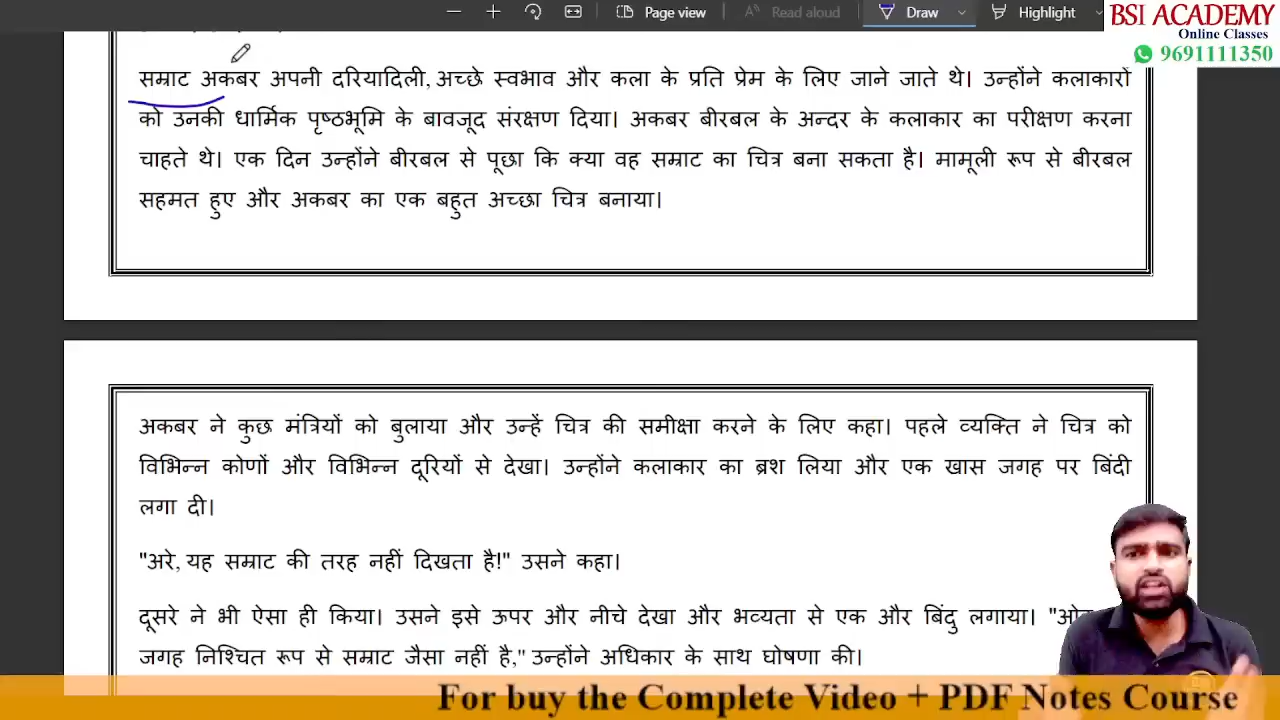 Page view
Read aloud
Draw
Highlight
BSI ACADEMY
Online Classes
9691111350
सम्राट अकबर अपनी दरियादिली, अच्छे स्वभाव और कला के प्रति प्रेम के लिए जाने जाते थे। उन्होंने कलाकारों
को उनकी धार्मिक पृष्ठभूमि के बावजूद संरक्षण दिया। अकबर बीरबल के अन्दर के कलाकार का परीक्षण करना
चाहते थे। एक दिन उन्होंने बीरबल से पूछा कि क्या वह सम्राट का चित्र बना सकता है। मामूली रूप से बीरबल
सहमत हुए और अकबर का एक बहुत अच्छा चित्र बनाया।
अकबर ने कुछ मंत्रियों को बुलाया और उन्हें चित्र की समीक्षा करने के लिए कहा। पहले व्यक्ति ने चित्र को
विभिन्न कोणों और विभिन्न दूरियों से देखा। उन्होंने कलाकार का ब्रश लिया और एक खास जगह पर बिंदी
लगा दी।
"अरे, यह सम्राट की तरह नहीं दिखता है!" उसने कहा।
दूसरे ने भी ऐसा ही किया। उसने इसे ऊपर और नीचे देखा और भव्यता से एक और बिंदु लगाया।
जगह निश्चित रूप से सम्राट जैसा नहीं है," उन्होंने अधिकार के साथ घोषणा की।
For buy the Complete Video + PDF Notes Course